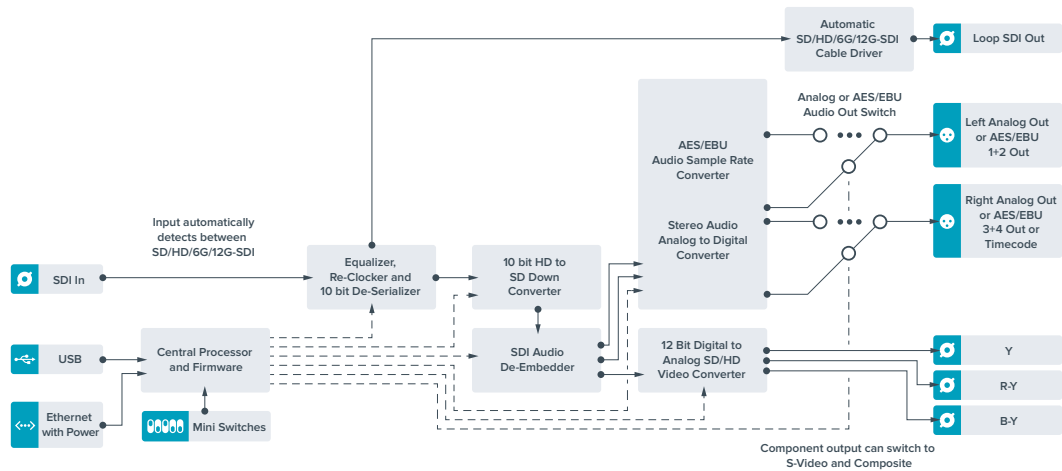 Automatic
SD/HD/6G/12G-SDI
Cable Driver
Loop SDI Out
Analog or AES/EBU
Audio Out Switch
Left Analog Out
or AES/EBU
1+2 Out
AES/EBU
Audio Sample Rate
Converter
Right Analog Out
or AES/EBU
3+4 Out or
Timecode
Stereo Audio
Analog to Digital
Converter
Input automatically
detects between
SD/HD/6G/12G-SDI
SDI In
Equalizer,
Re-Clocker and
10 bit De-Serializer
10 bit HD to
SD Down
Converter
USB
Central Processor
and Firmware
SDI Audio
De-Embedder
12 Bit Digital to
Analog SD/HD
Video Converter
Y
R-Y
B-Y
Ethernet
with Power
Mini Switches
Component output can switch to
S-Video and Composite